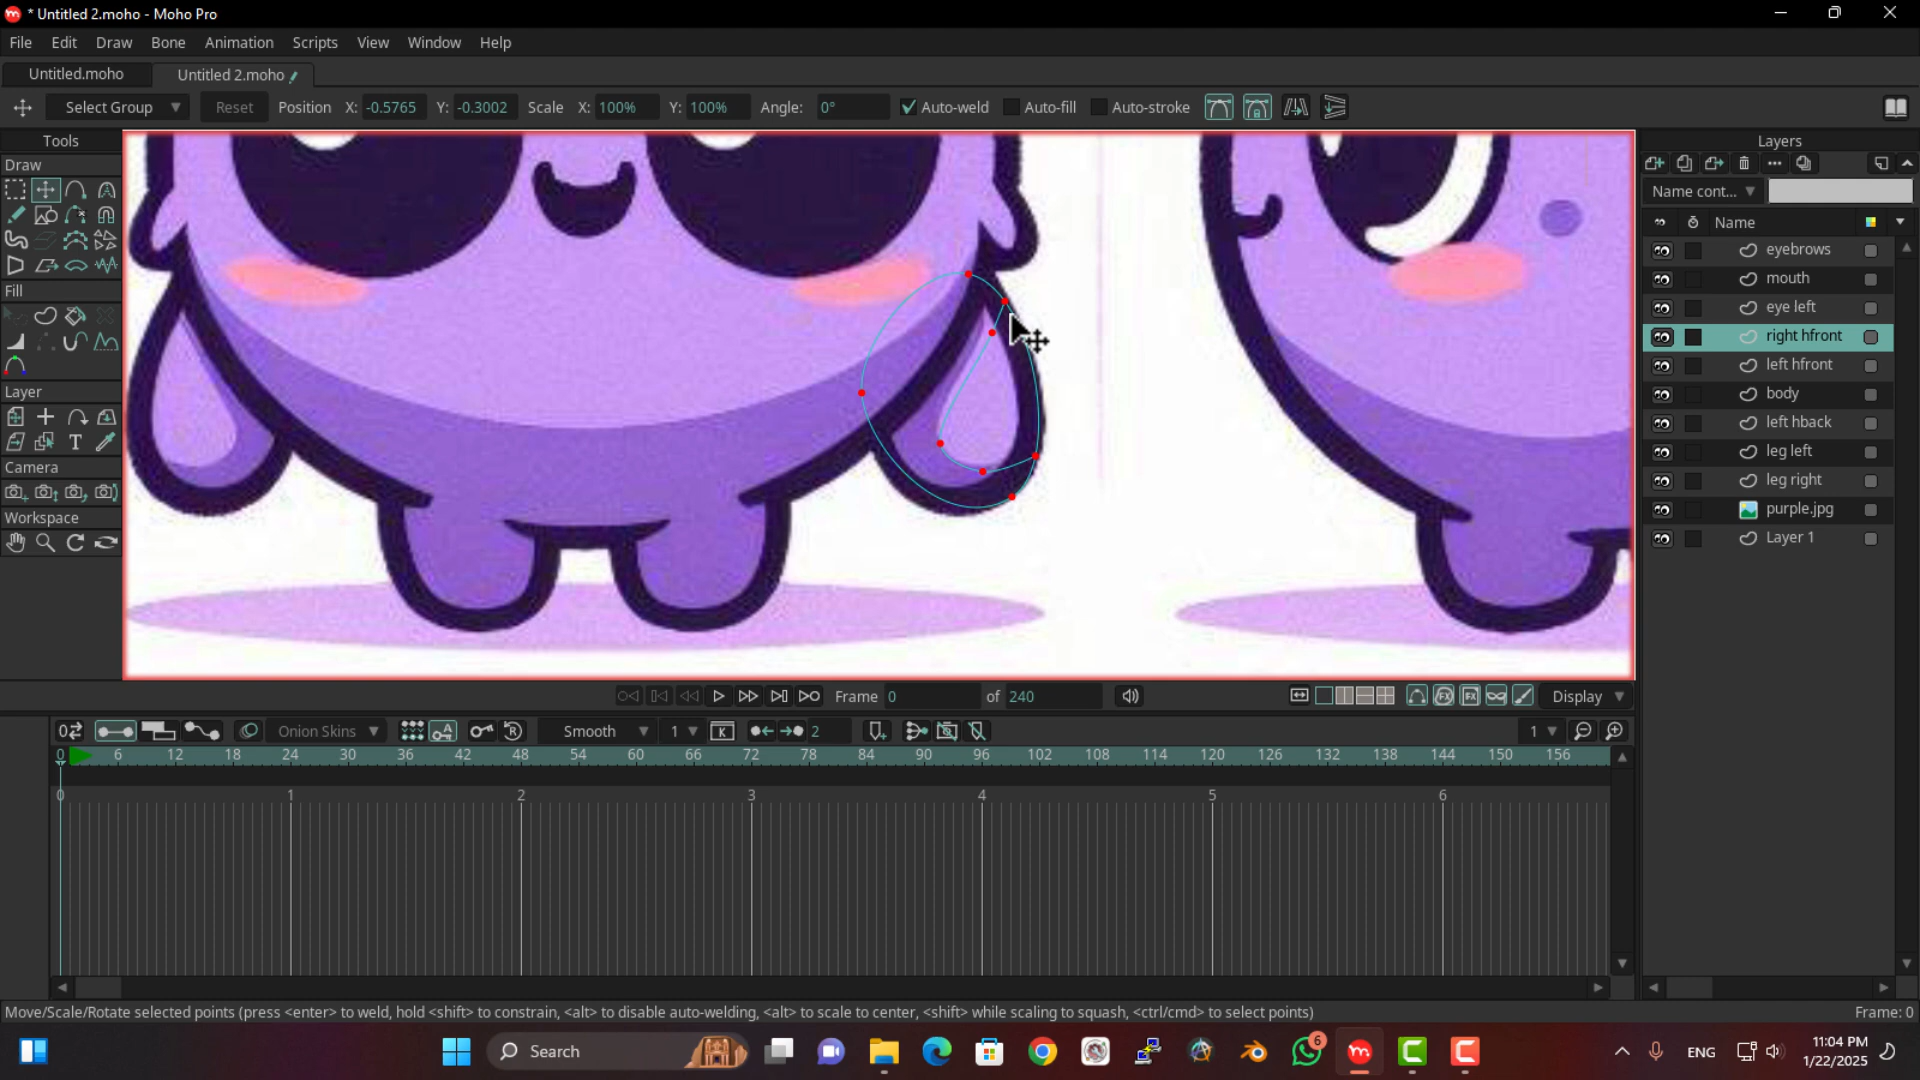 * Untitled 2.moho - Moho Pro
File Edit Draw Bone Animation Scripts View Window Help
Untitled.moho Untitled 2.moho
Select Group Reset Position X: -0.5765 Y: -0.3002 Scale X: 100% Y: 100% Angle: 0° Auto-weld Auto-fill Auto-stroke
Tools
Draw
Fill
Layer
Camera
Workspace
Layers
Name cont...
Name
eyebrows
mouth
eye left
right hfront
left hfront
body
left hback
leg left
leg right
purple.jpg
Layer 1
Frame 0 of 240 Display
Onion Skins Smooth 1 2 1
0 6 12 18 24 30 36 42 48 54 60 66 72 78 84 90 96 102 108 114 120 126 132 138 144 150 156
0 1 2 3 4 5 6
Move/Scale/Rotate selected points (press <enter> to weld, hold <shift> to constrain, <alt> to disable auto-welding, <alt> to scale to center, <shift> while scaling to squash, <ctrl/cmd> to select points) Frame: 0
Search 6 ENG 11:04 PM
1/22/2025